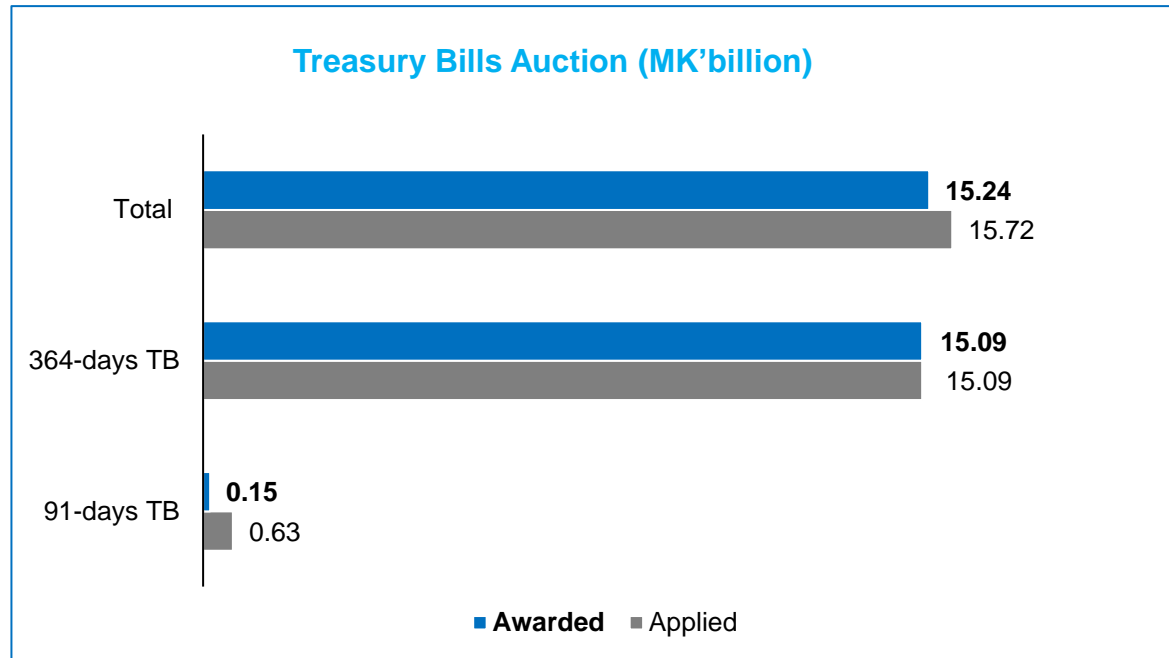 Treasury Bills Auction (MK’billion)
Total
15.24
15.72
364-days TB
15.09
15.09
91-days TB
0.15
0.63
Awarded
Applied